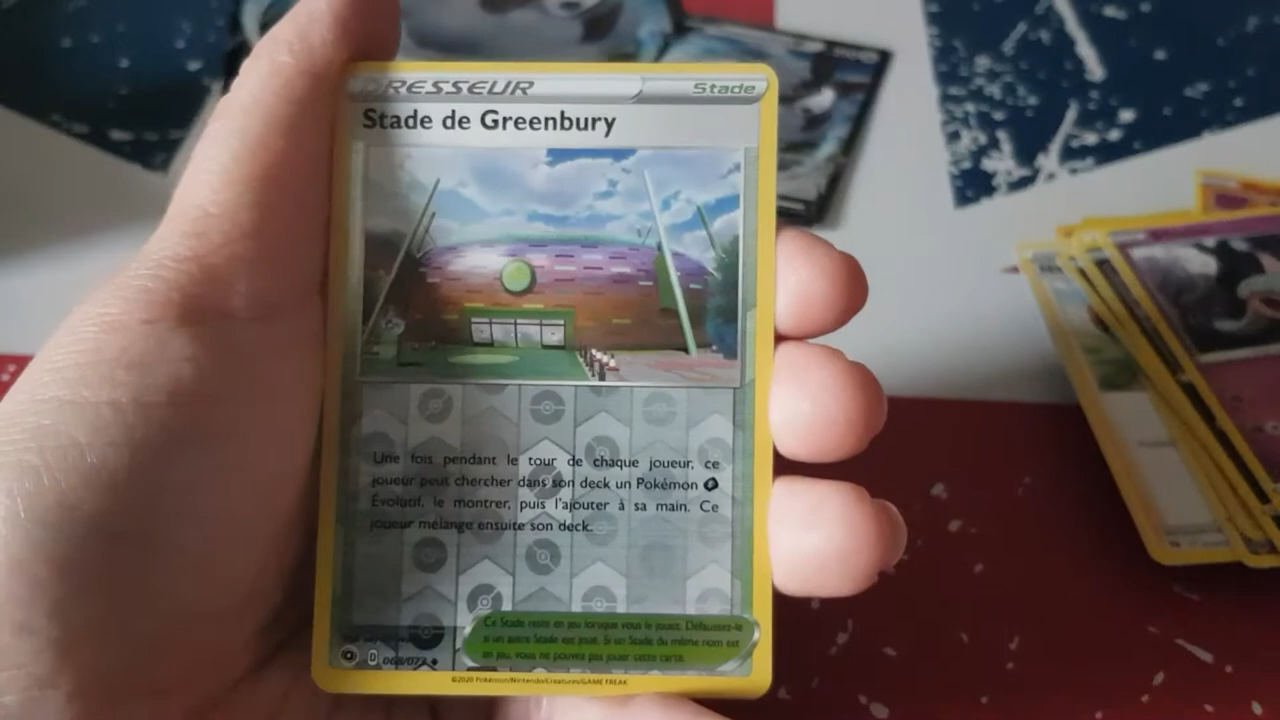 DRESSEUR
Stade
Stade de Greenbury
Une fois pendant le tour de chaque joueur, ce
joueur peut chercher dans son deck un Pokémon
Évolutif, le montrer, puis l'ajouter à sa main. Ce
joueur mélange ensuite son deck.
Ce Stade reste en jeu lorsque vous le jouez. Défaussez-le
si un autre Stade est joué. Si un Stade du même nom est
en jeu, vous ne pouvez pas jouer cette carte.
D
068/073
©2020 Pokémon/Nintendo/Creatures/GAME FREAK